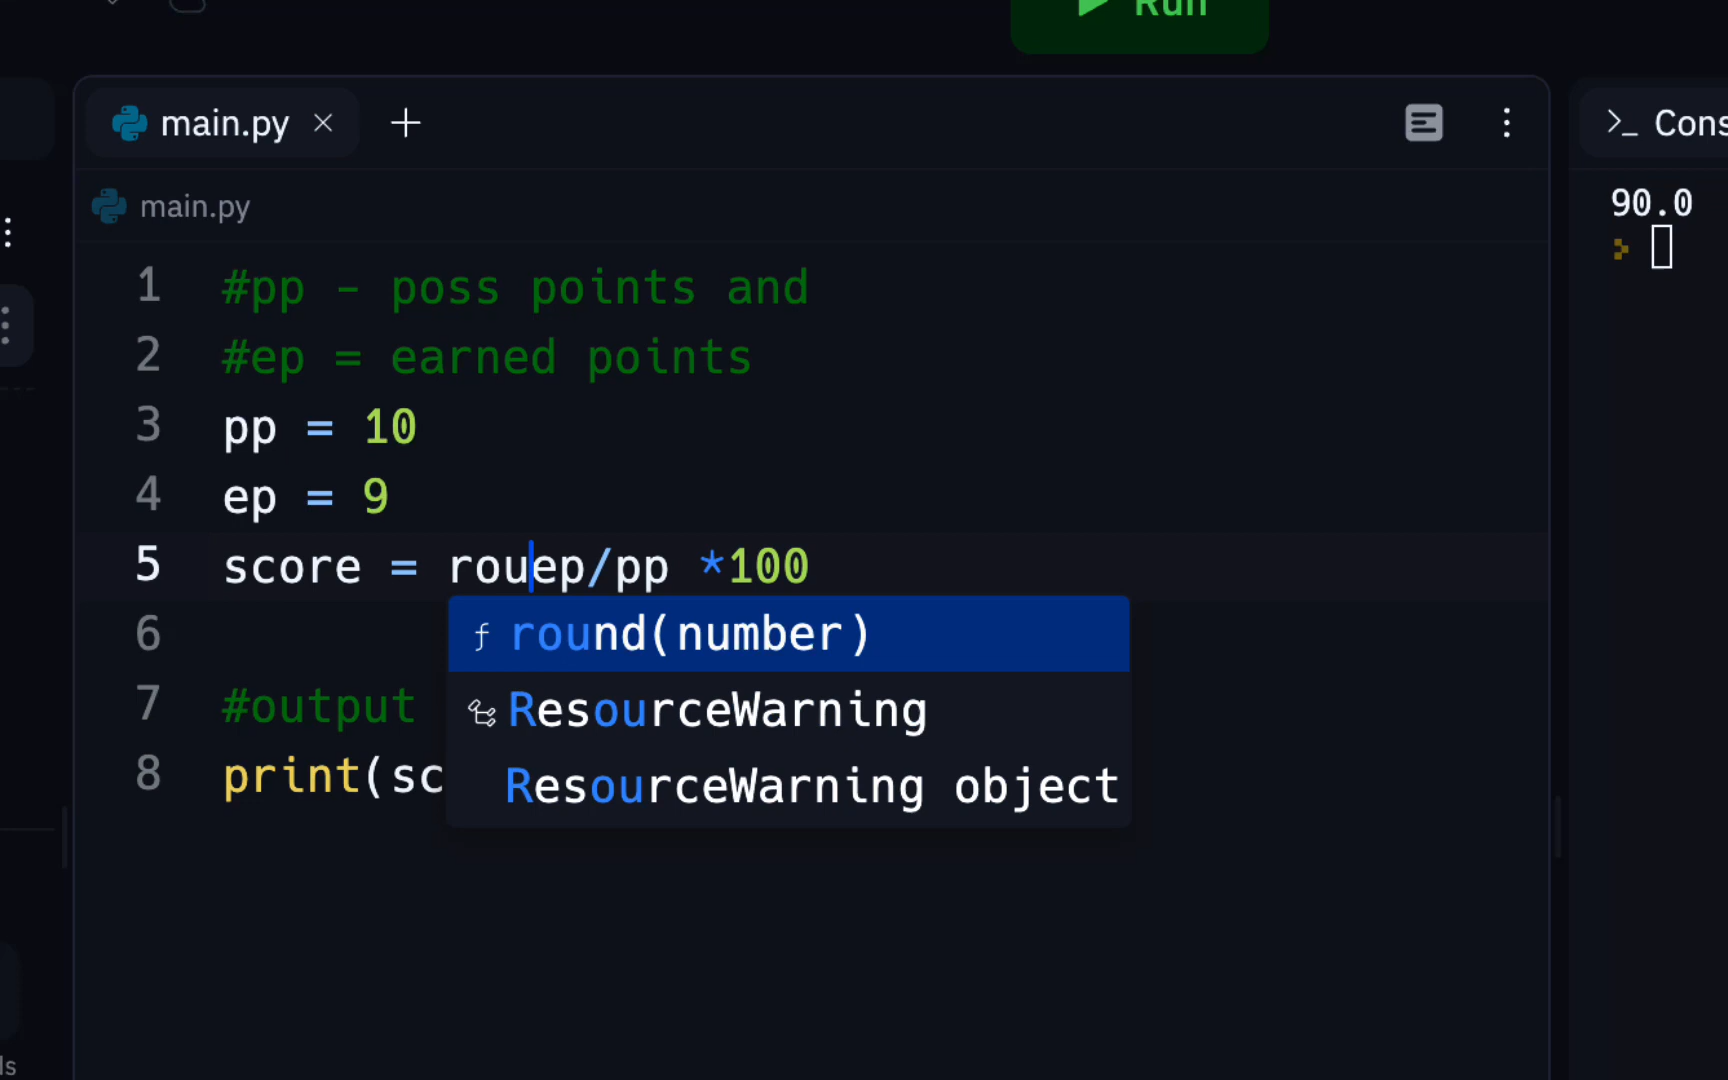 Run
main.py
Cons
main.py
90.0
1 #pp - poss points and
2 #ep = earned points
3 pp = 10
4 ep = 9
5 score = rouep/pp *100
6
round(number)
7 #output
ResourceWarning
8 print(sc
ResourceWarning object
ls